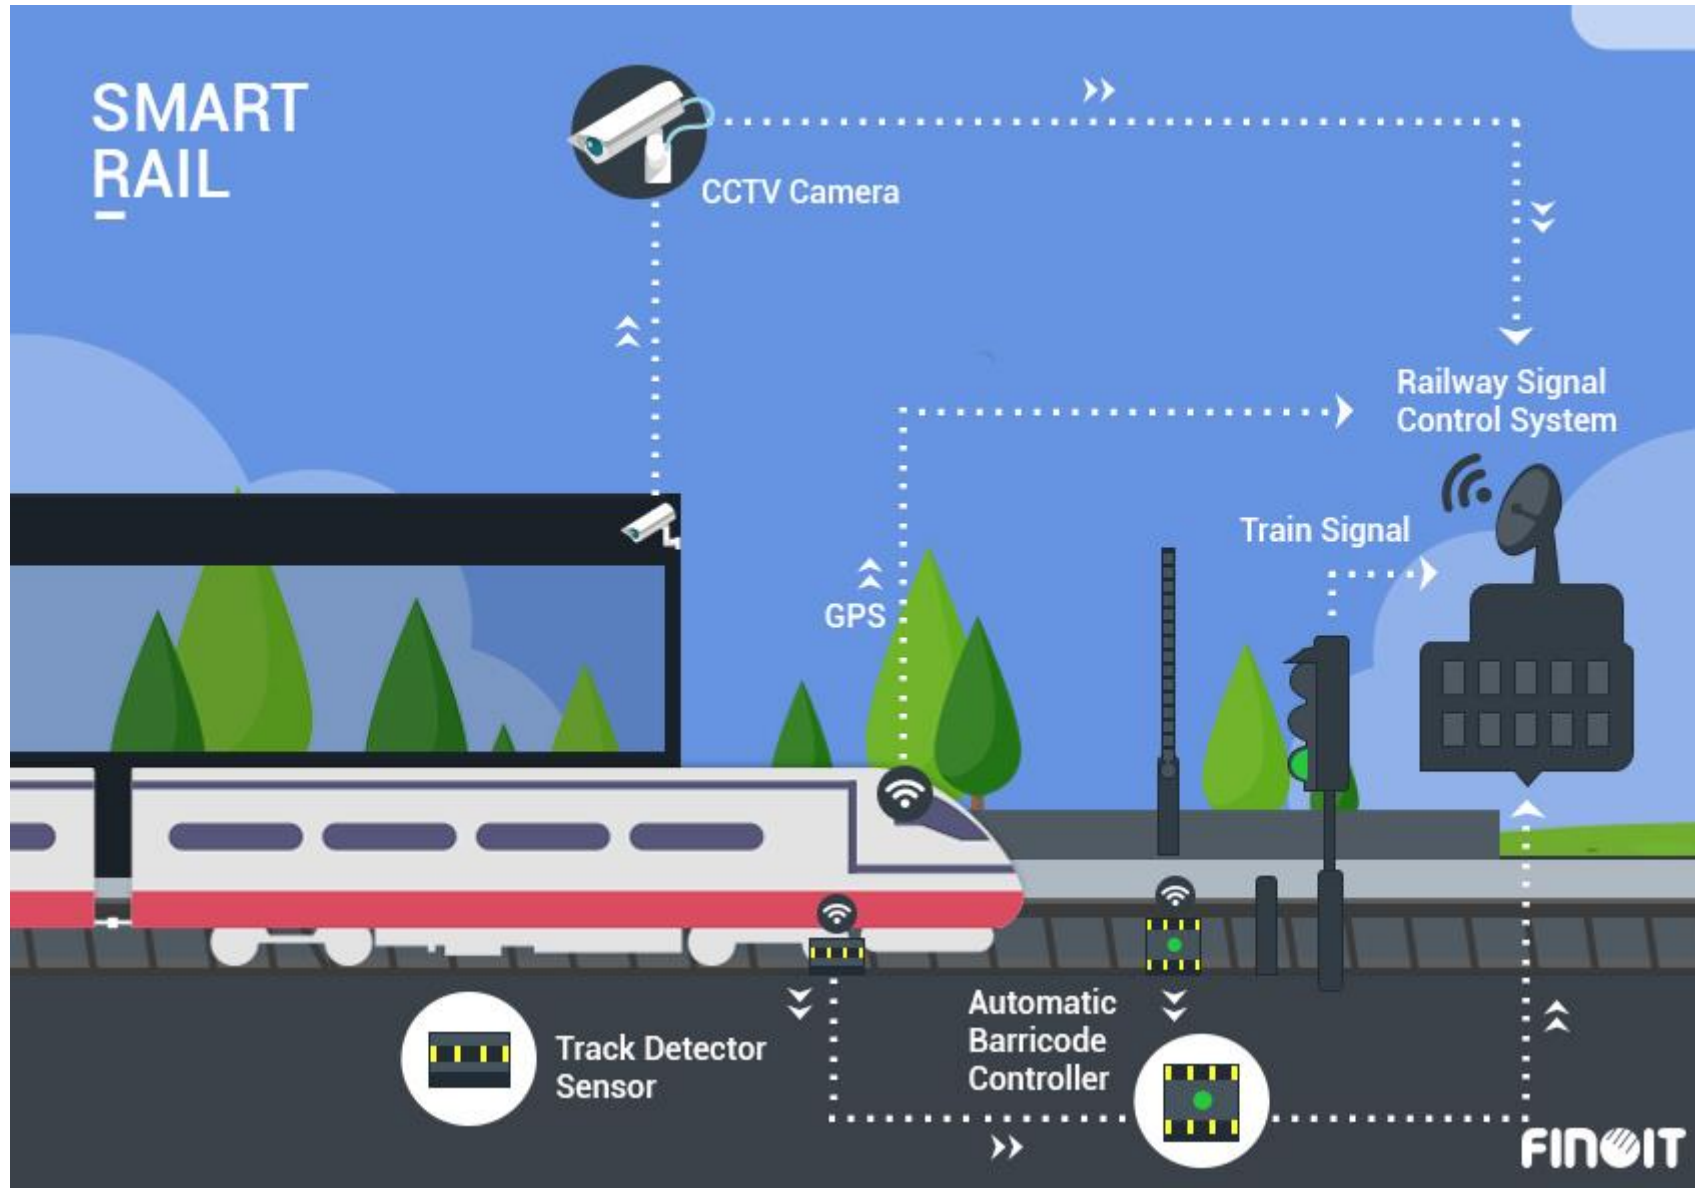 SMART
RAIL
CCTV Camera
Railway Signal
Control System
Train Signal
GPS
Automatic
Barricode
Controller
Track Detector
Sensor
FINOIT